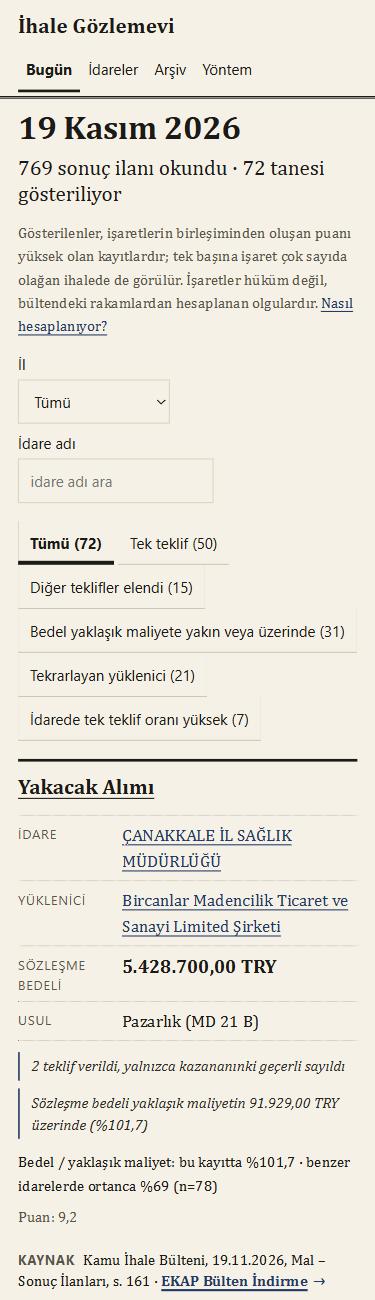 İhale Gözlemevi
Bugün İdareler Arşiv Yöntem
19 Kasım 2026
769 sonuç ilanı okundu · 72 tanesi
gösteriliyor
Gösterilenler, işaretlerin birleşiminden oluşan puanı
yüksek olan kayıtlardır; tek başına işaret çok sayıda
olağan ihalede de görülür. İşaretler hüküm değil,
bültendeki rakamlardan hesaplanan olgulardır. Nasıl
hesaplanıyor?
İl
Tümü
İdare adı
idare adı ara
Tümü (72) Tek teklif (50)
Diğer teklifler elendi (15)
Bedel yaklaşık maliyete yakın veya üzerinde (31)
Tekrarlayan yüklenici (21)
İdarede tek teklif oranı yüksek (7)
Yakacak Alımı
İDARE ÇANAKKALE İL SAĞLIK
MÜDÜRLÜĞÜ
YÜKLENİCİ Bircanlar Madencilik Ticaret ve
Sanayi Limited Şirketi
SÖZLEŞME 5.428.700,00 TRY
BEDELİ
USUL Pazarlık (MD 21 B)
2 teklif verildi, yalnızca kazananınki geçerli sayıldı
Sözleşme bedeli yaklaşık maliyetin 91.929,00 TRY
üzerinde (%101,7)
Bedel / yaklaşık maliyet: bu kayıtta %101,7 · benzer
idarelerde ortanca %69 (n=78)
Puan: 9,2
KAYNAK Kamu İhale Bülteni, 19.11.2026, Mal –
Sonuç İlanları, s. 161 · EKAP Bülten İndirme →